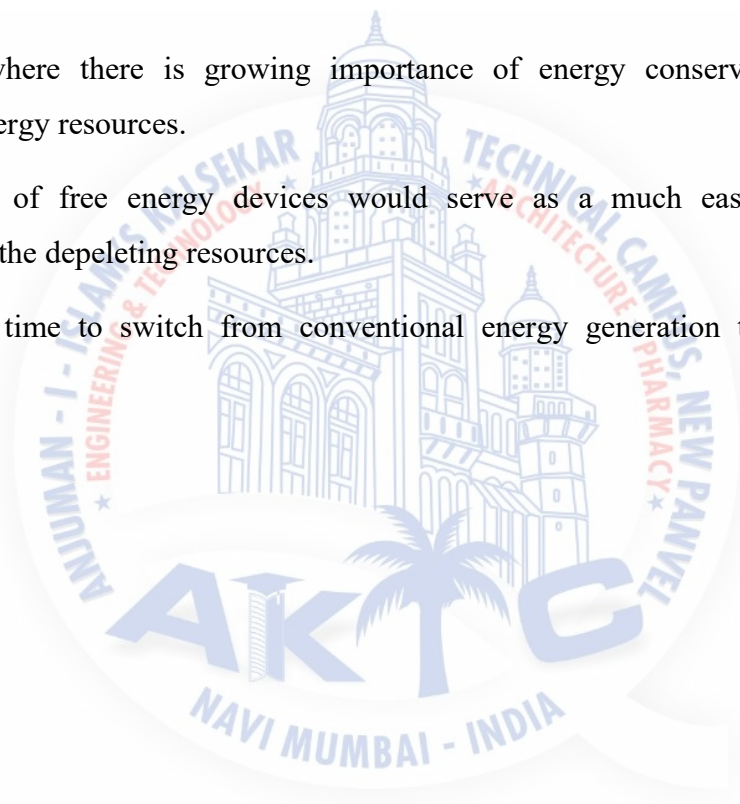 where there is growing importance of energy conserv
ergy resources.
of free energy devices would serve as a much eas
the depeleting resources.
time to switch from conventional energy generation t
ANJUMAN - I - ISLAM'S KALSEKAR TECHNICAL CAMPUS, NEW PANVEL
★ ENGINEERING & TECHNOLOGY ★ ARCHITECTURE ★ PHARMACY ★
AKTC
NAVI MUMBAI - INDIA